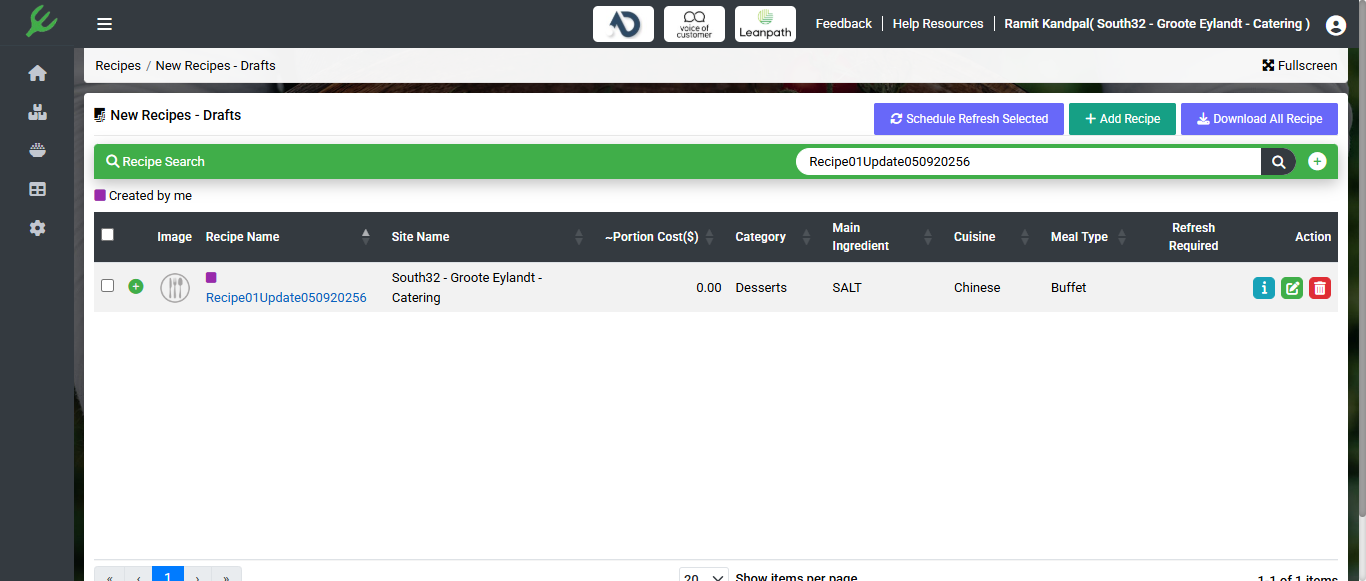 voice of
customer
Leanpath
Feedback
Help Resources
Ramit Kandpal( South32 - Groote Eylandt - Catering )
Recipes / New Recipes - Drafts
Fullscreen
New Recipes - Drafts
Schedule Refresh Selected
+ Add Recipe
Download All Recipe
Recipe Search
Recipe01Update050920256
Created by me
Image
Recipe Name
Site Name
~Portion Cost($)
Category
Main
Ingredient
Cuisine
Meal Type
Refresh
Required
Action
Recipe01Update050920256
South32 - Groote Eylandt -
Catering
0.00
Desserts
SALT
Chinese
Buffet
« ‹ 1 › »
20
Show items per page
1-1 of 1 items